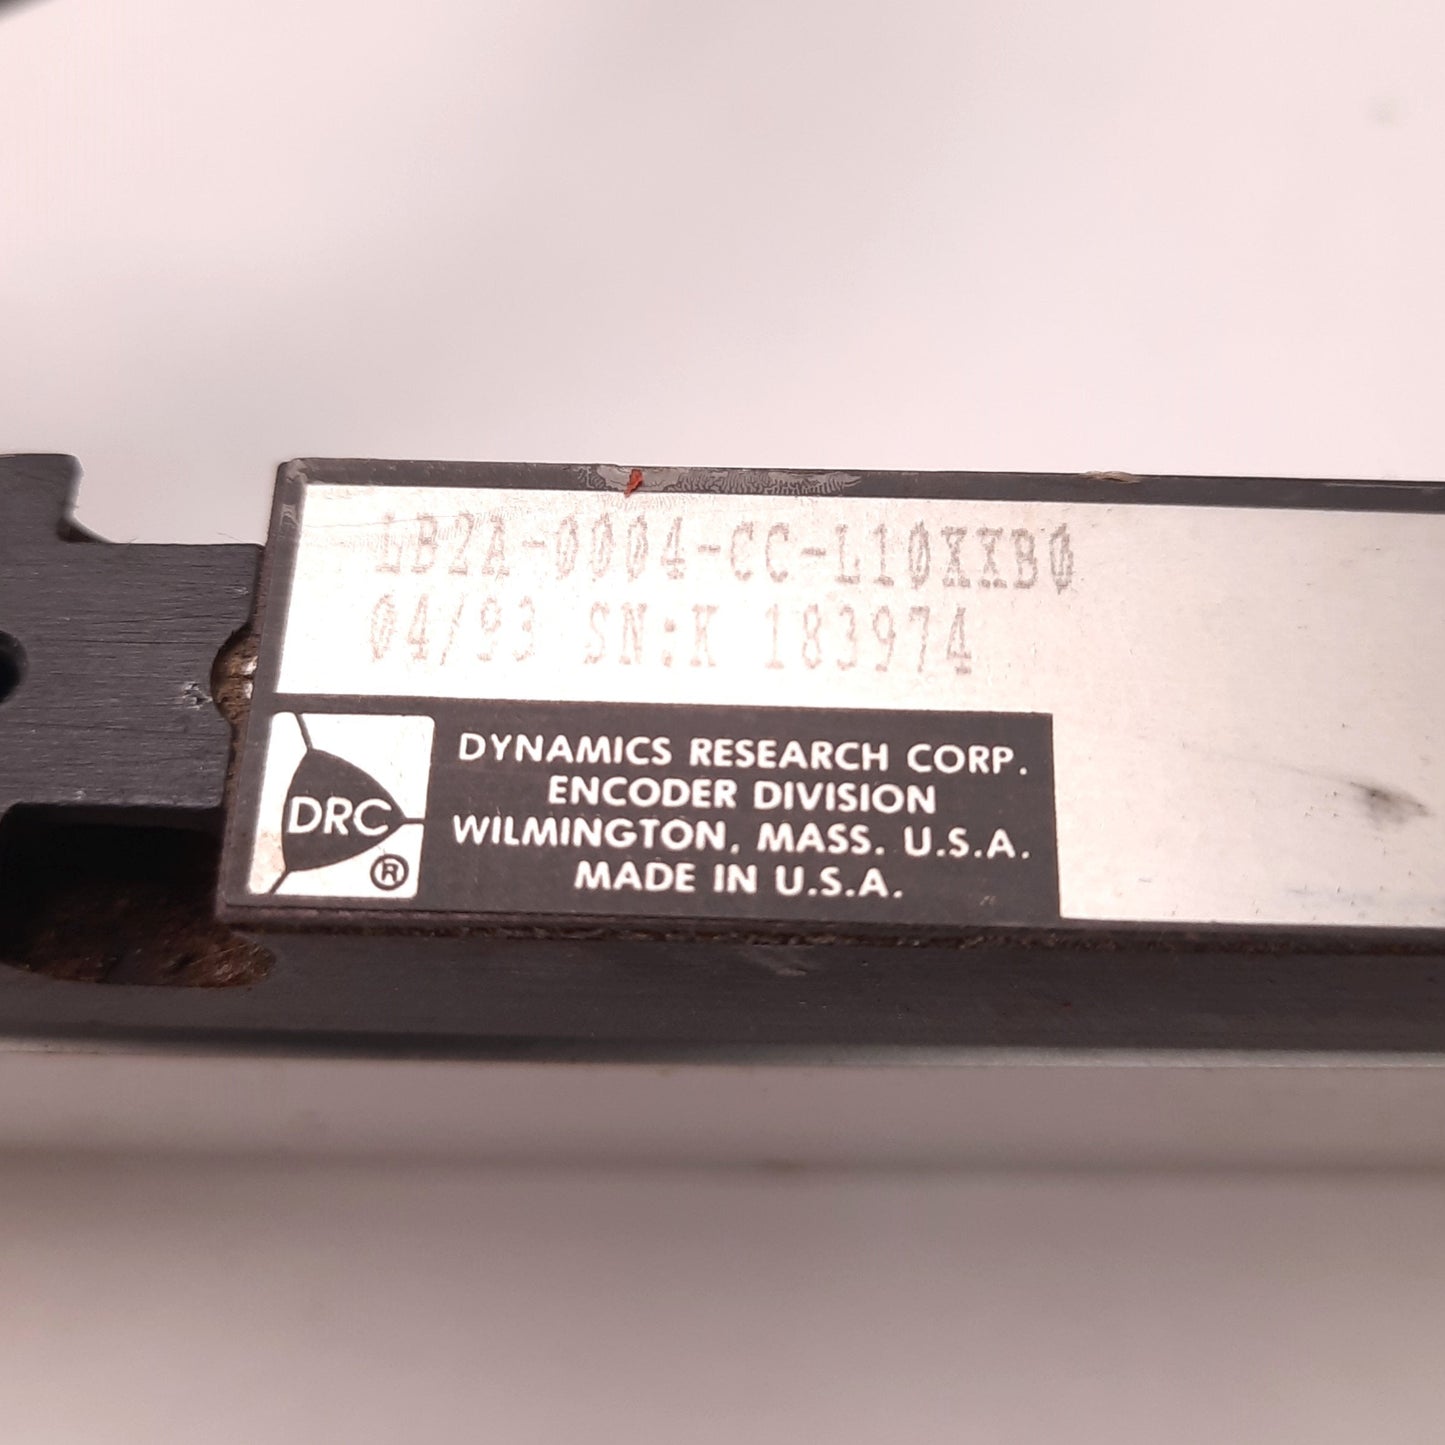 LB2A-0004-CC-L10XXB0
04/93 SN:K 183974
DRC®
DYNAMICS RESEARCH CORP.
ENCODER DIVISION
WILMINGTON, MASS. U.S.A.
MADE IN U.S.A.